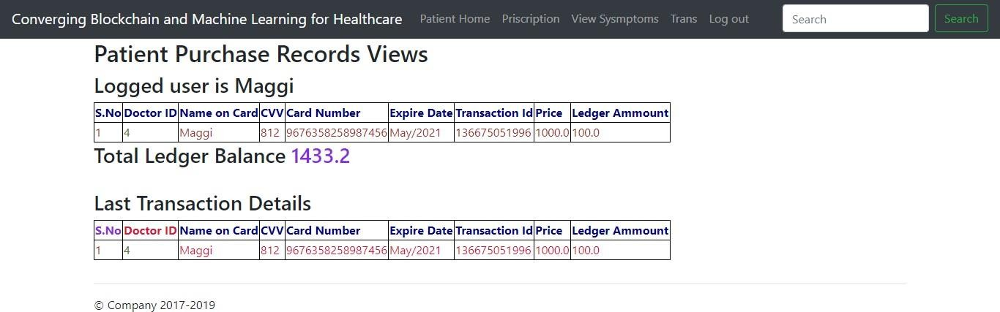 Converging Blockchain and Machine Learning for Healthcare Patient Home Priscription View Sysmptoms Trans Log out Search Search
Patient Purchase Records Views
Logged user is Maggi
S.No Doctor ID Name on Card CVV Card Number Expire Date Transaction Id Price Ledger Ammount
1 4 Maggi 812 9676358258987456 May/2021 136675051996 1000.0 100.0
Total Ledger Balance 1433.2
Last Transaction Details
S.No Doctor ID Name on Card CVV Card Number Expire Date Transaction Id Price Ledger Ammount
1 4 Maggi 812 9676358258987456 May/2021 136675051996 1000.0 100.0
© Company 2017-2019